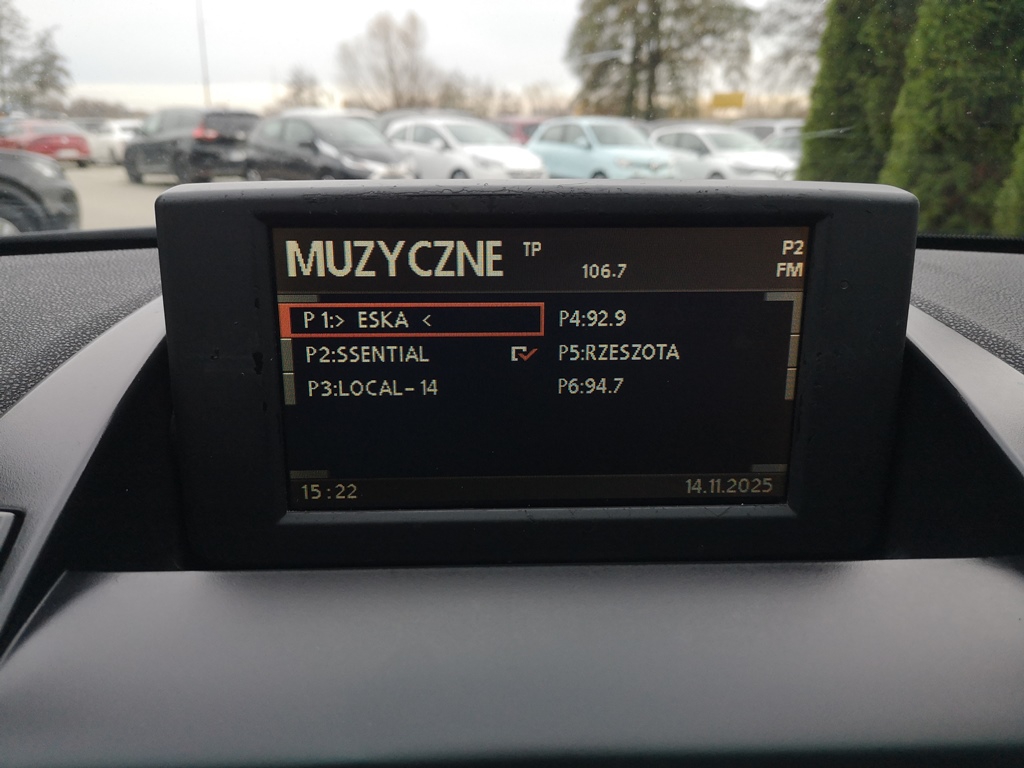 MUZYCZNE TP 106.7 P2
FM
P 1:> ESKA < P4:92.9
P2:SSENTIAL P5:RZESZOTA
P3:LOCAL-14 P6:94.7
15:22 14.11.2025